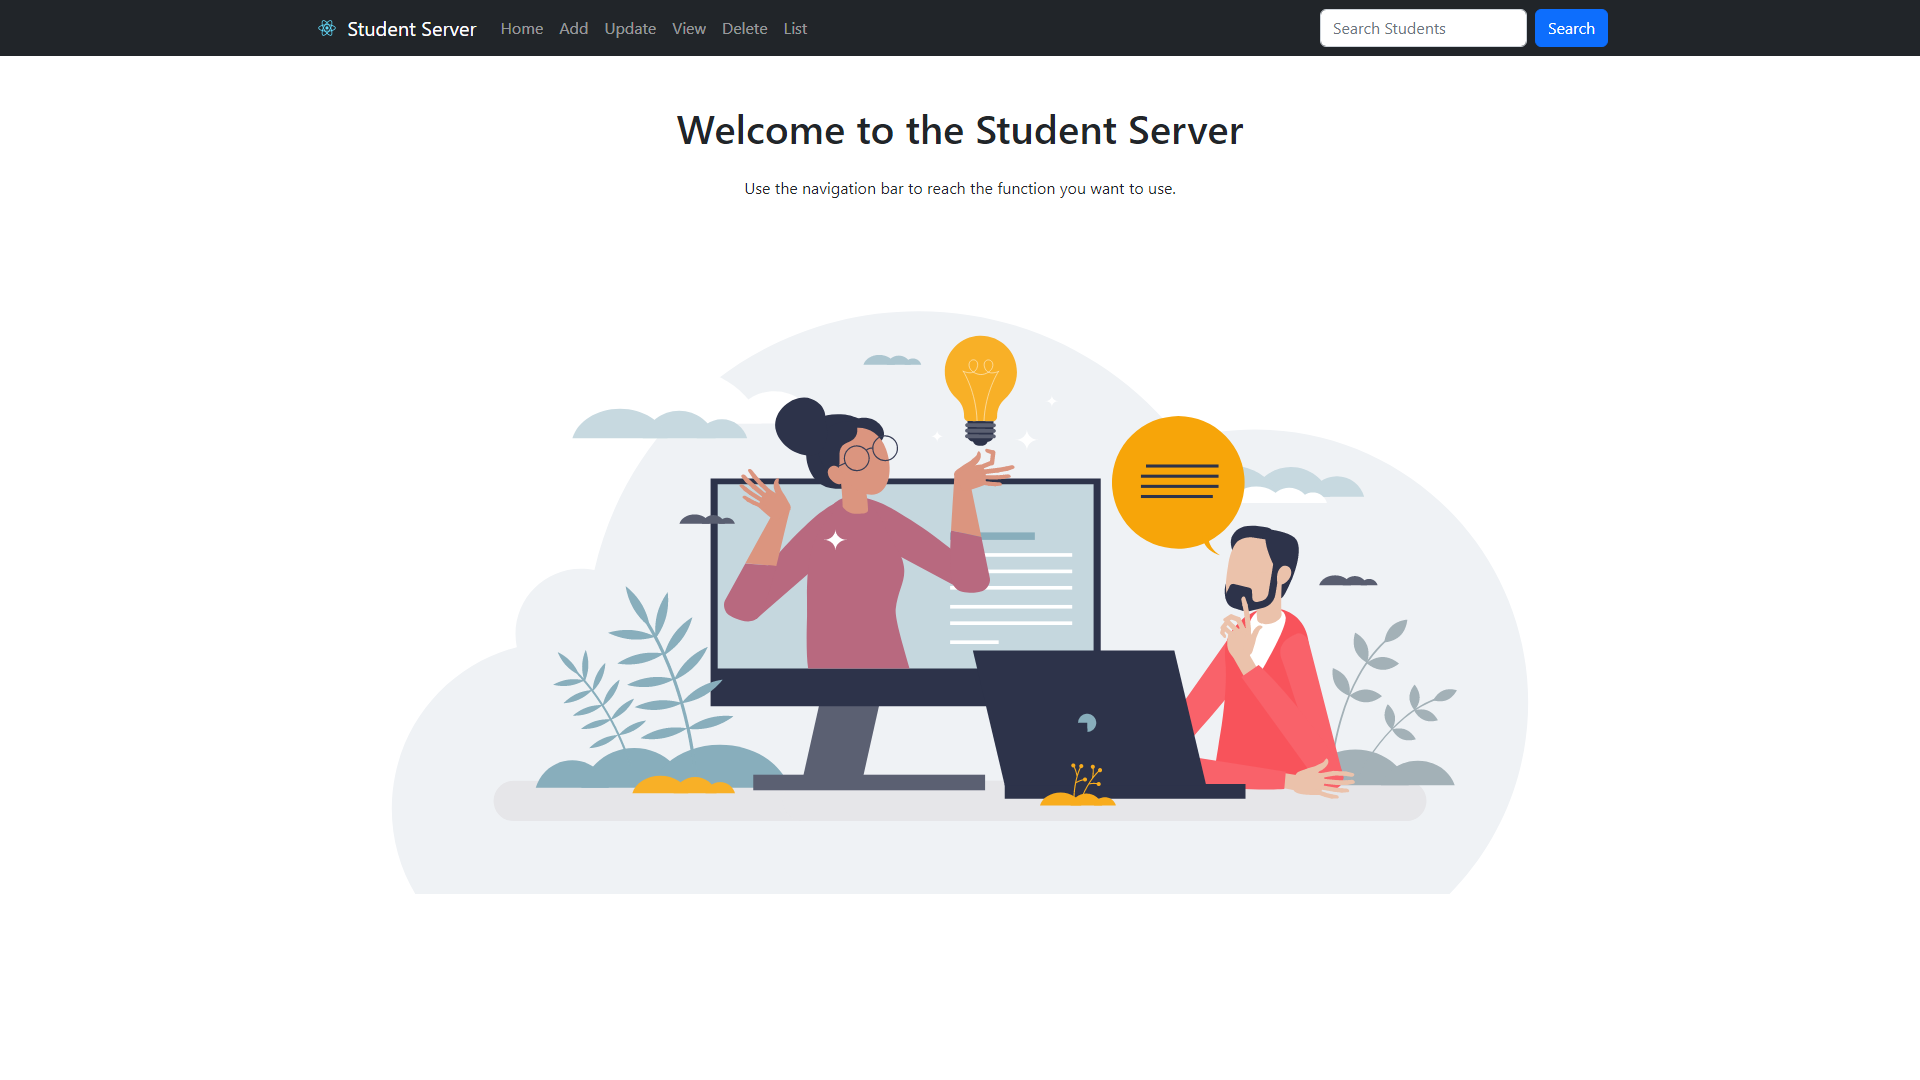 Student Server Home Add Update View Delete List Search Students Search
Welcome to the Student Server
Use the navigation bar to reach the function you want to use.